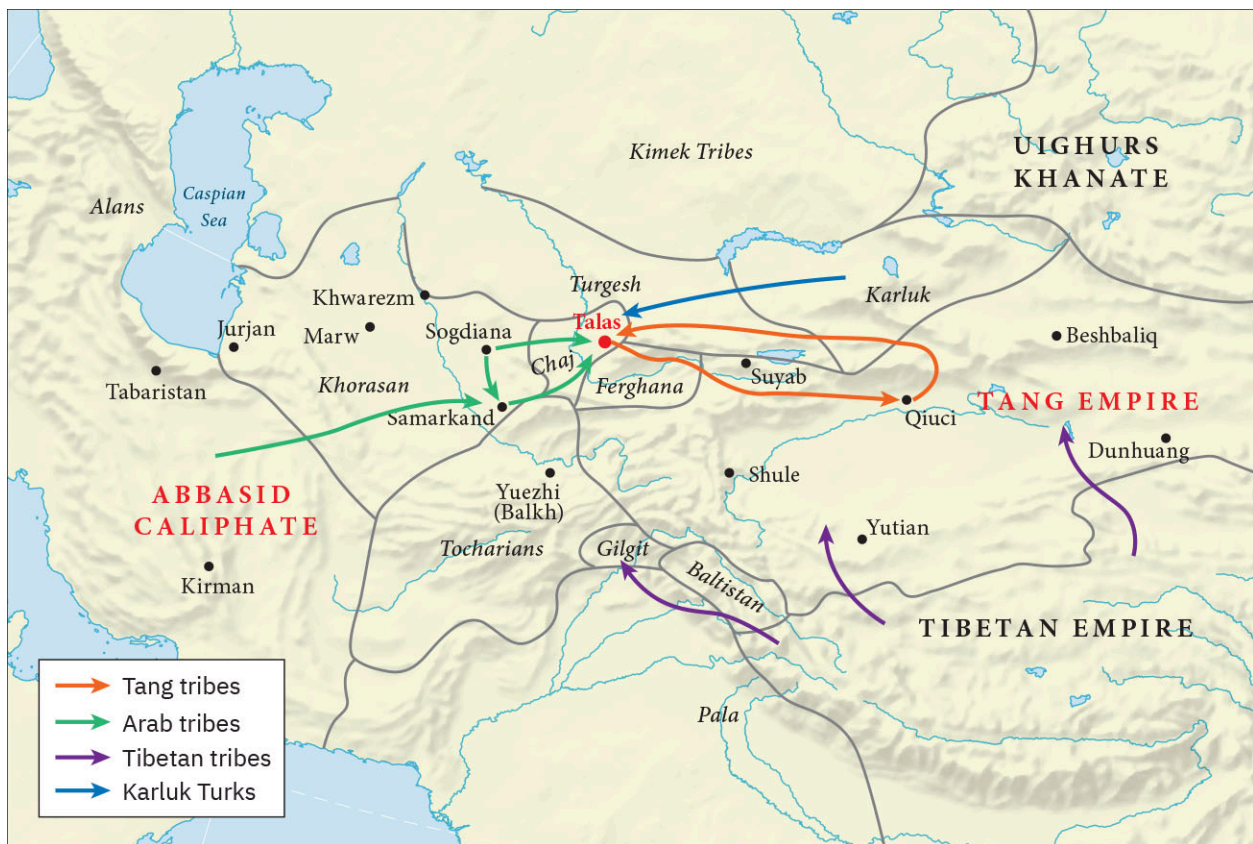 UIGHURS
KHANATE
Kimek Tribes
Caspian
Sea
Alans
Turgesh
Karluk
Khwarezm
Talas
Marw
Sogdiana
Jurjan
Beshbaliq
Chaj
Tabaristan
Khorasan
Ferghana
Suyab
Samarkand
Qiuci
TANG EMPIRE
Dunhuang
Shule
Yuezhi
(Balkh)
ABBASID
CALIPHATE
Yutian
Tocharians
Gilgit
Baltistan
Kirman
TIBETAN EMPIRE
Pala
Tang tribes
Arab tribes
Tibetan tribes
Karluk Turks